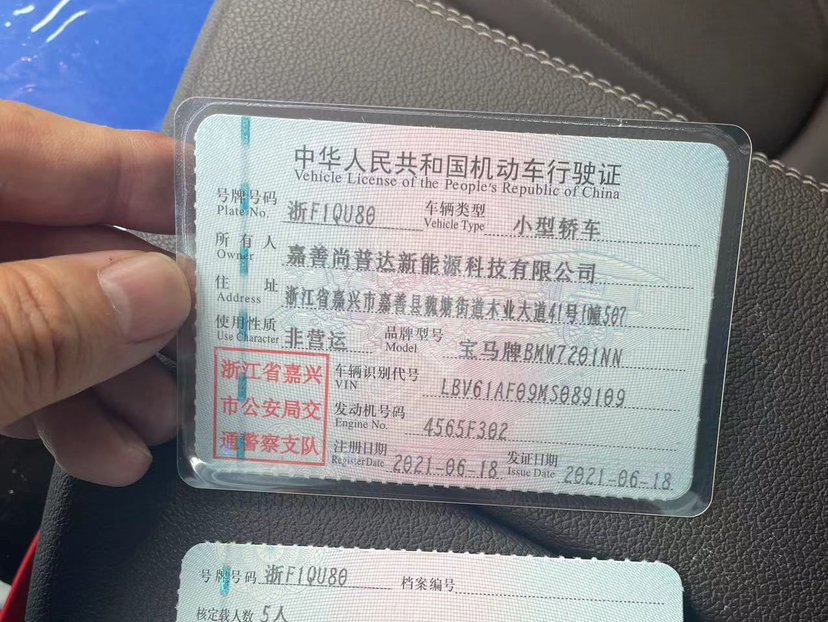 中华人民共和国机动车行驶证
Vehicle License of the People's Republic of China
号牌号码 浙F1QU80 车辆类型 小型轿车
Plate No. Vehicle Type
所有人 嘉善尚普达新能源科技有限公司
Owner
住址 浙江省嘉兴市嘉善县魏塘街道木业大道41号1幢507
Address
使用性质 非营运 品牌型号 宝马牌BMW7201NN
Use Character Model
浙江省嘉兴
市公安局交
通警察支队
车辆识别代号 LBV61AF09MS089109
VIN
发动机号码 4565F302
Engine No.
注册日期 2021-06-18 发证日期 2021-06-18
Register Date Issue Date
号牌号码 浙F1QU80 档案编号
核定载人数 5人